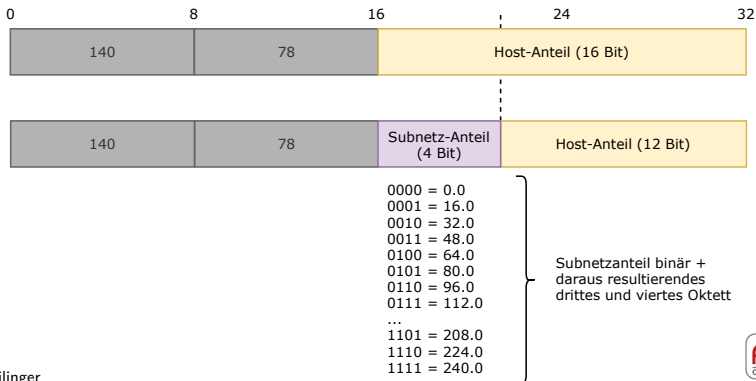 0 8 16 24 32
140 78 Host-Anteil (16 Bit)
140 78 Subnetz-Anteil
(4 Bit) Host-Anteil (12 Bit)
0000 = 0.0
0001 = 16.0
0010 = 32.0
0011 = 48.0
0100 = 64.0
0101 = 80.0
0110 = 96.0
0111 = 112.0
...
1101 = 208.0
1110 = 224.0
1111 = 240.0
Subnetzanteil binär +
daraus resultierendes
drittes und viertes Oktett